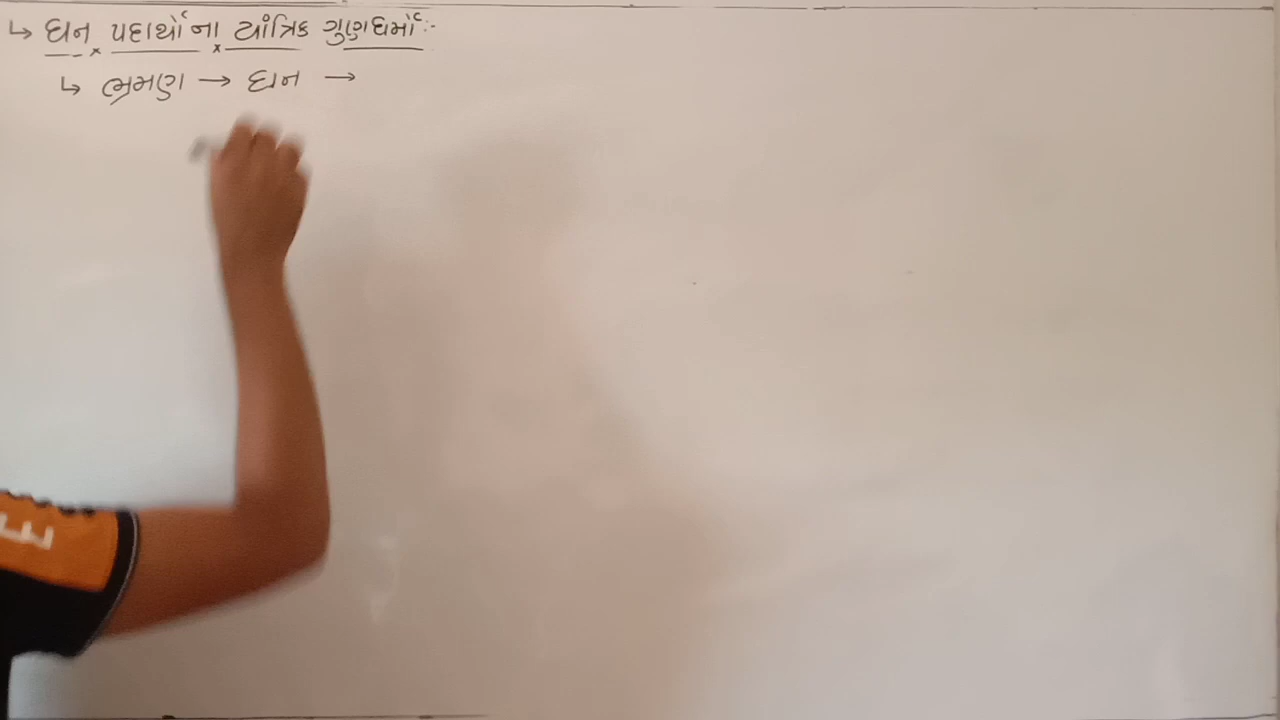 ↳ ઘન પદાર્થોના યાંત્રિક ગુણધર્મો :-
↳ ભ્રમણ → ઘન →
E